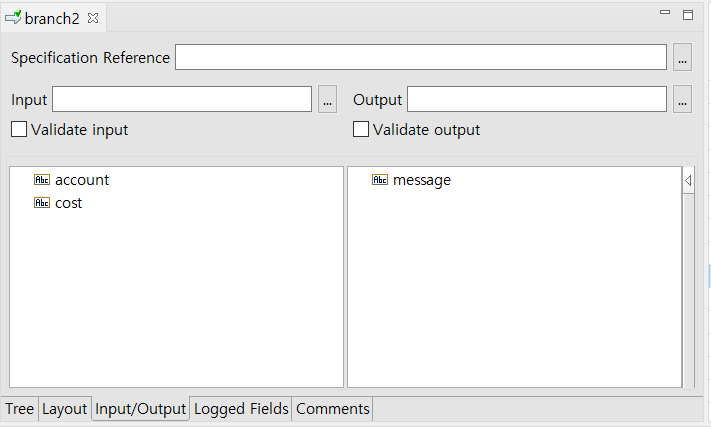 branch2
Specification Reference ...
Input ... Output ...
Validate input Validate output
Abc account Abc message
Abc cost
Tree Layout Input/Output Logged Fields Comments